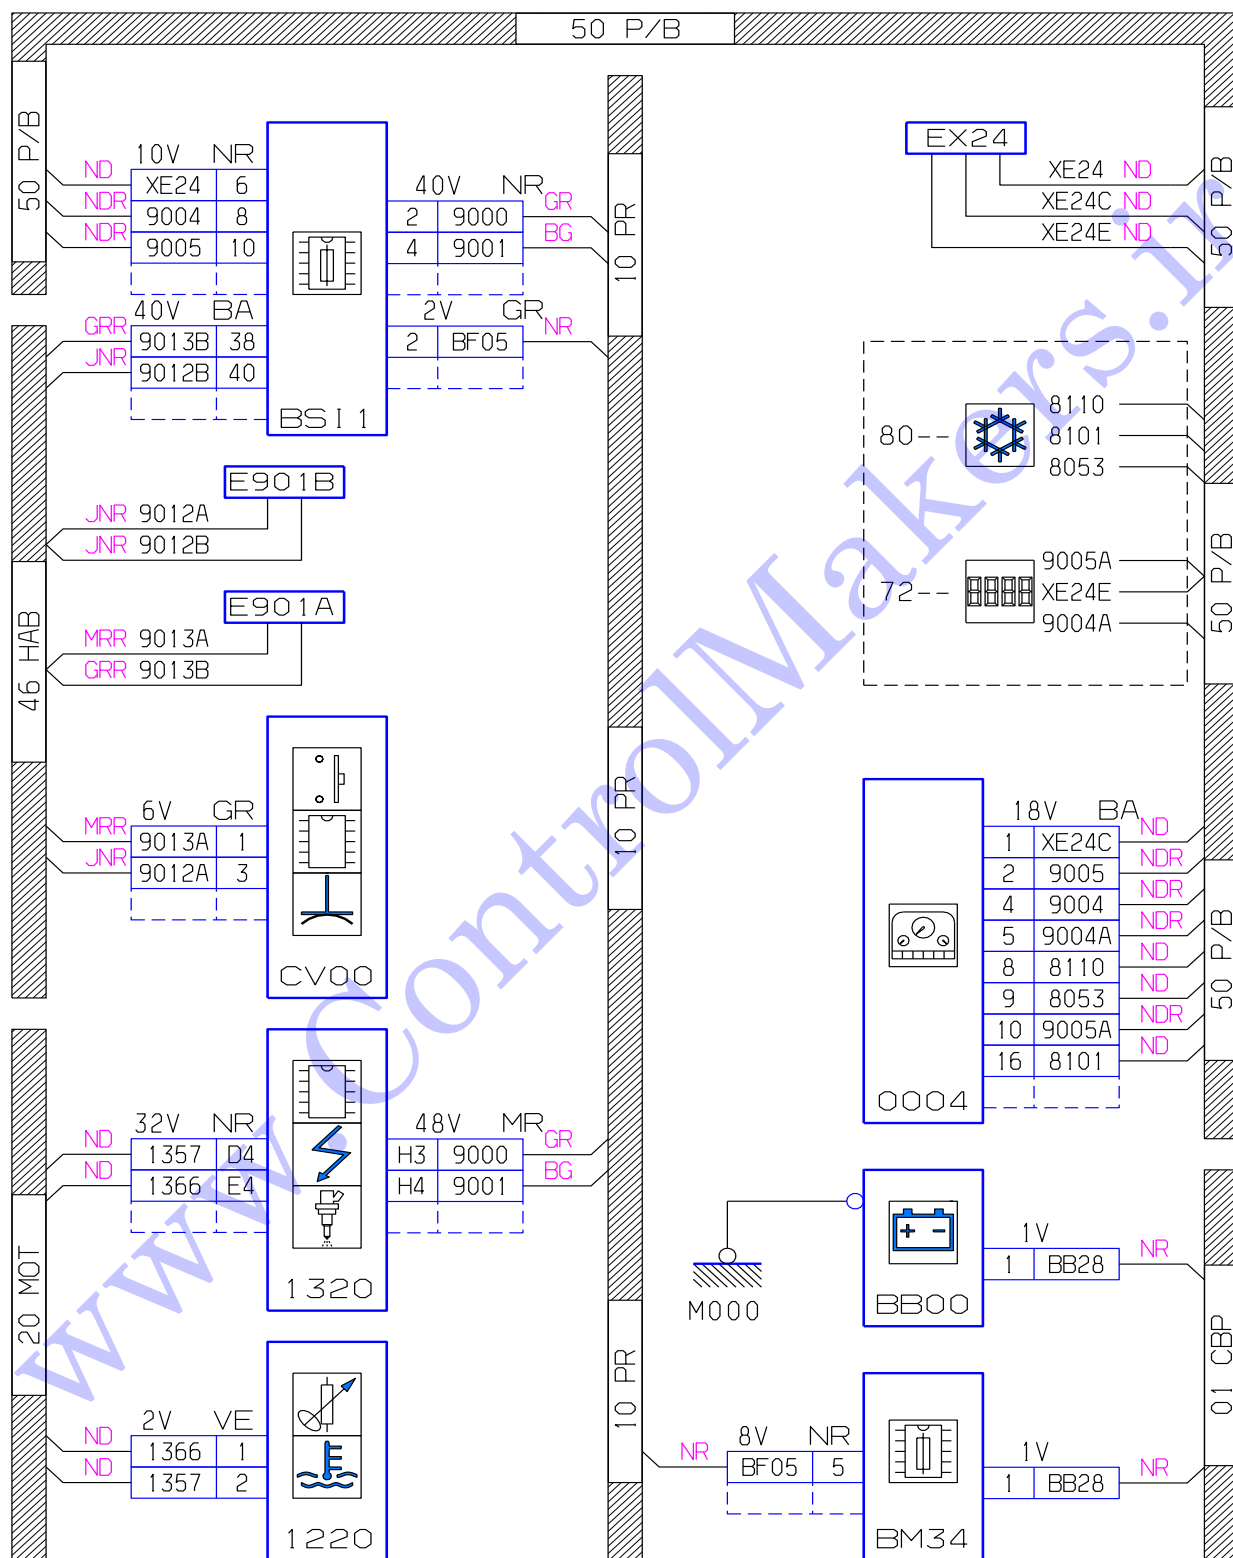 50 P/B
50 P/B
10V NR
ND XE24 6
NDR 9004 8
NDR 9005 10
40V NR
2 9000 GR
4 9001 BG
40V BA
GRR 9013B 38
JNR 9012B 40
2V GR
2 BF05 NR
BSI1
10 PR
EX24
XE24 ND
XE24C ND
XE24E ND
50 P/B
80--
8110
8101
8053
72--
9005A
XE24E
9004A
50 P/B
E901B
JNR 9012A
JNR 9012B
E901A
MRR 9013A
GRR 9013B
46 HAB
6V GR
MRR 9013A 1
JNR 9012A 3
CV00
10 PR
18V BA
1 XE24C ND
2 9005 NDR
4 9004 NDR
5 9004A NDR
8 8110 ND
9 8053 ND
10 9005A NDR
16 8101 ND
0004
50 P/B
32V NR
ND 1357 D4
ND 1366 E4
48V MR
H3 9000 GR
H4 9001 BG
1320
20 MOT
M000
+ -
1V
1 BB28 NR
BB00
01 CBP
2V VE
ND 1366 1
ND 1357 2
1220
10 PR
8V NR
NR BF05 5
1V
1 BB28 NR
BM34
www.ControlMakers.ir